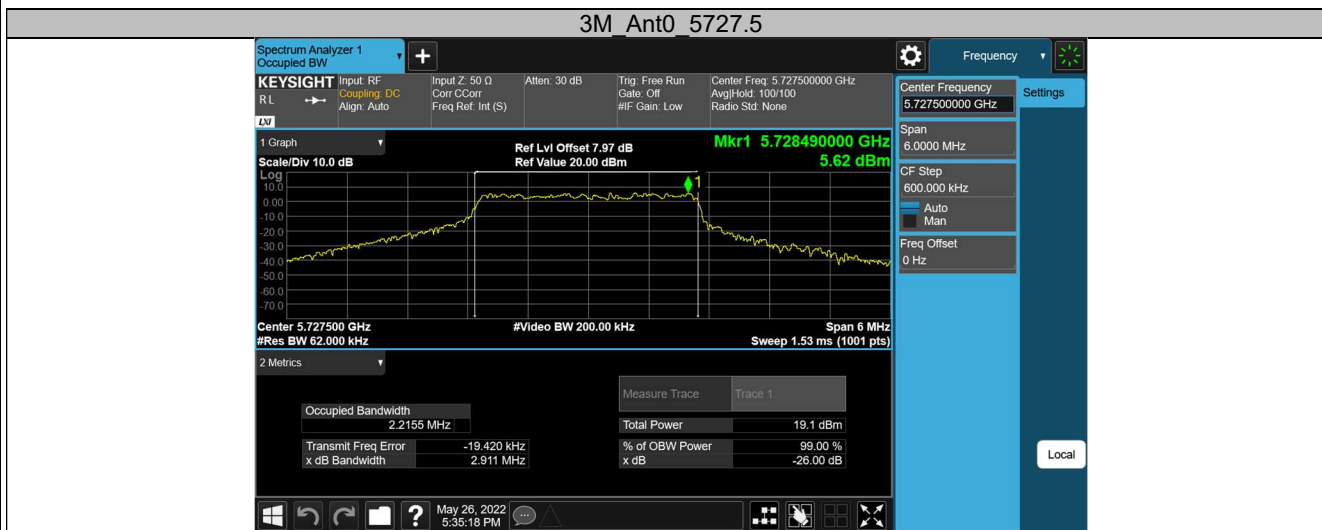 3M_Ant0_5727.5
Spectrum Analyzer 1
Occupied BW
+
Frequency
KEYSIGHT
RL
LXI
Input: RF
Coupling: DC
Align: Auto
Input Z: 50 Ω
Corr CCorr
Freq Ref: Int (S)
Atten: 30 dB
Trig: Free Run
Gate: Off
#IF Gain: Low
Center Freq: 5.727500000 GHz
Avg|Hold: 100/100
Radio Std: None
Center Frequency
5.727500000 GHz
Settings
Span
6.0000 MHz
CF Step
600.000 kHz
Auto
Man
Freq Offset
0 Hz
Local
1 Graph
Scale/Div 10.0 dB
Ref Lvl Offset 7.97 dB
Ref Value 20.00 dBm
Mkr1 5.728490000 GHz
5.62 dBm
Log
10.0
0.00
-10.0
-20.0
-30.0
-40.0
-50.0
-60.0
-70.0
1
Center 5.727500 GHz
#Res BW 62.000 kHz
#Video BW 200.00 kHz
Span 6 MHz
Sweep 1.53 ms (1001 pts)
2 Metrics
Measure Trace
Trace 1
Occupied Bandwidth
2.2155 MHz
Total Power
19.1 dBm
Transmit Freq Error
-19.420 kHz
% of OBW Power
99.00 %
x dB Bandwidth
2.911 MHz
x dB
-26.00 dB
?
May 26, 2022
5:35:18 PM